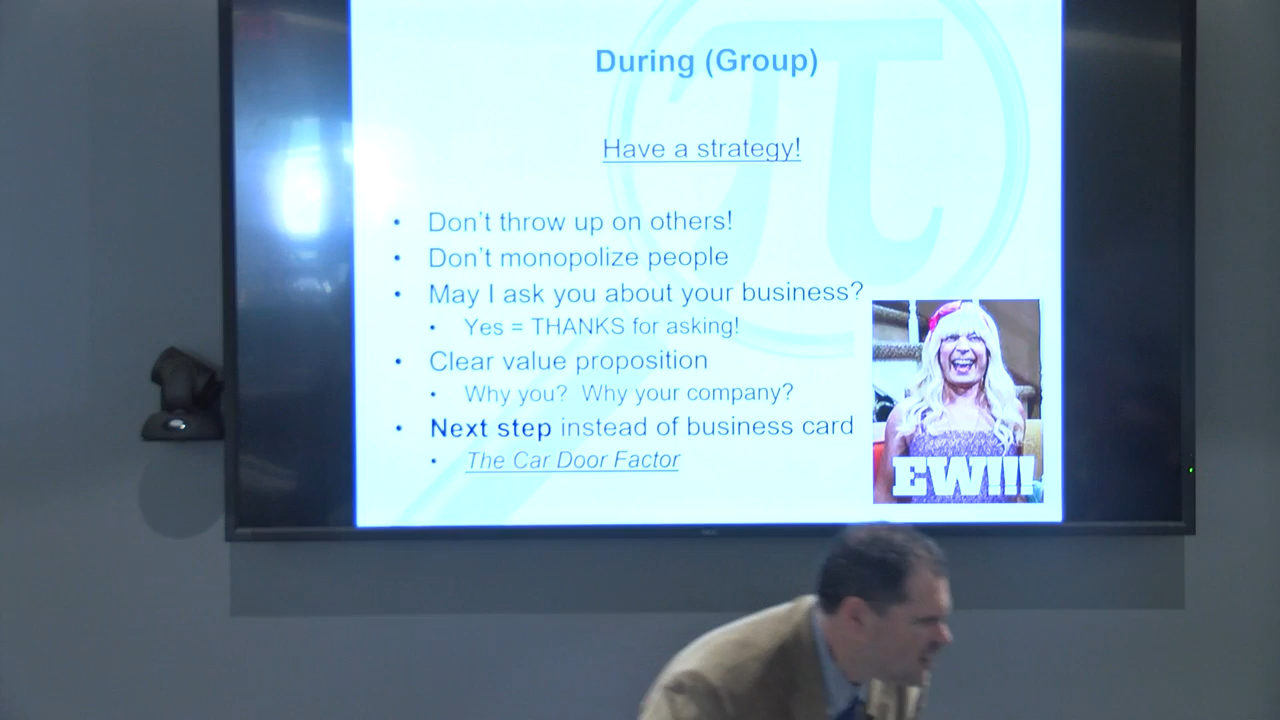 During (Group)
Have a strategy!
• Don't throw up on others!
• Don't monopolize people
• May I ask you about your business?
• Yes = THANKS for asking!
• Clear value proposition
• Why you?  Why your company?
• Next step instead of business card
• The Car Door Factor
EW!!!